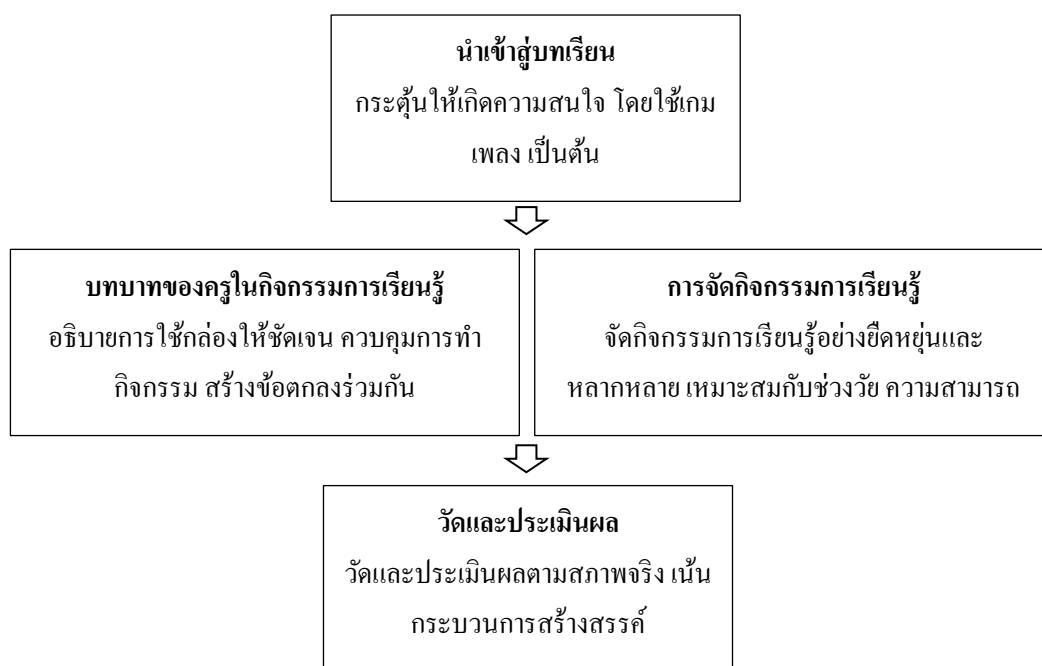 นำเข้าสู่บทเรียน
กระตุ้นให้เกิดความสนใจ โดยใช้เกม
เพลง เป็นต้น
บทบาทของครูในกิจกรรมการเรียนรู้
อธิบายการใช้กล่องให้ชัดเจน ควบคุมการทำ
กิจกรรม สร้างข้อตกลงร่วมกัน
การจัดกิจกรรมการเรียนรู้
จัดกิจกรรมการเรียนรู้อย่างยืดหยุ่นและ
หลากหลาย เหมาะสมกับช่วงวัย ความสามารถ
วัดและประเมินผล
วัดและประเมินผลตามสภาพจริง เน้น
กระบวนการสร้างสรรค์